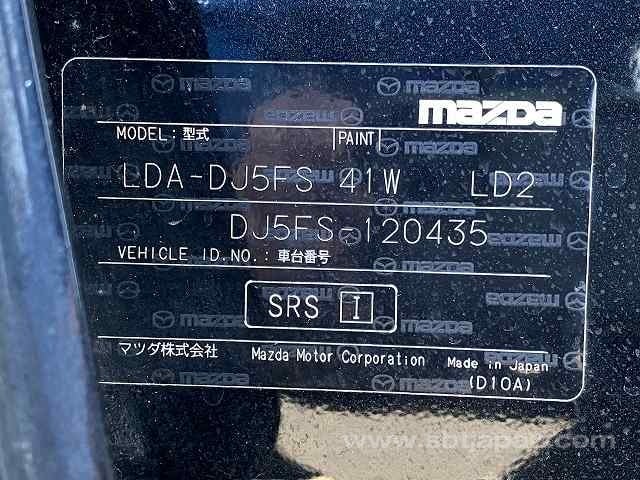 mazda
MODEL: 型式 PAINT
LDA-DJ5FS 41W LD2
DJ5FS-120435
VEHICLE ID.NO.: 車台番号
SRS I
マツダ株式会社 Mazda Motor Corporation Made in Japan
(D10A)
www.sbtjapan.com